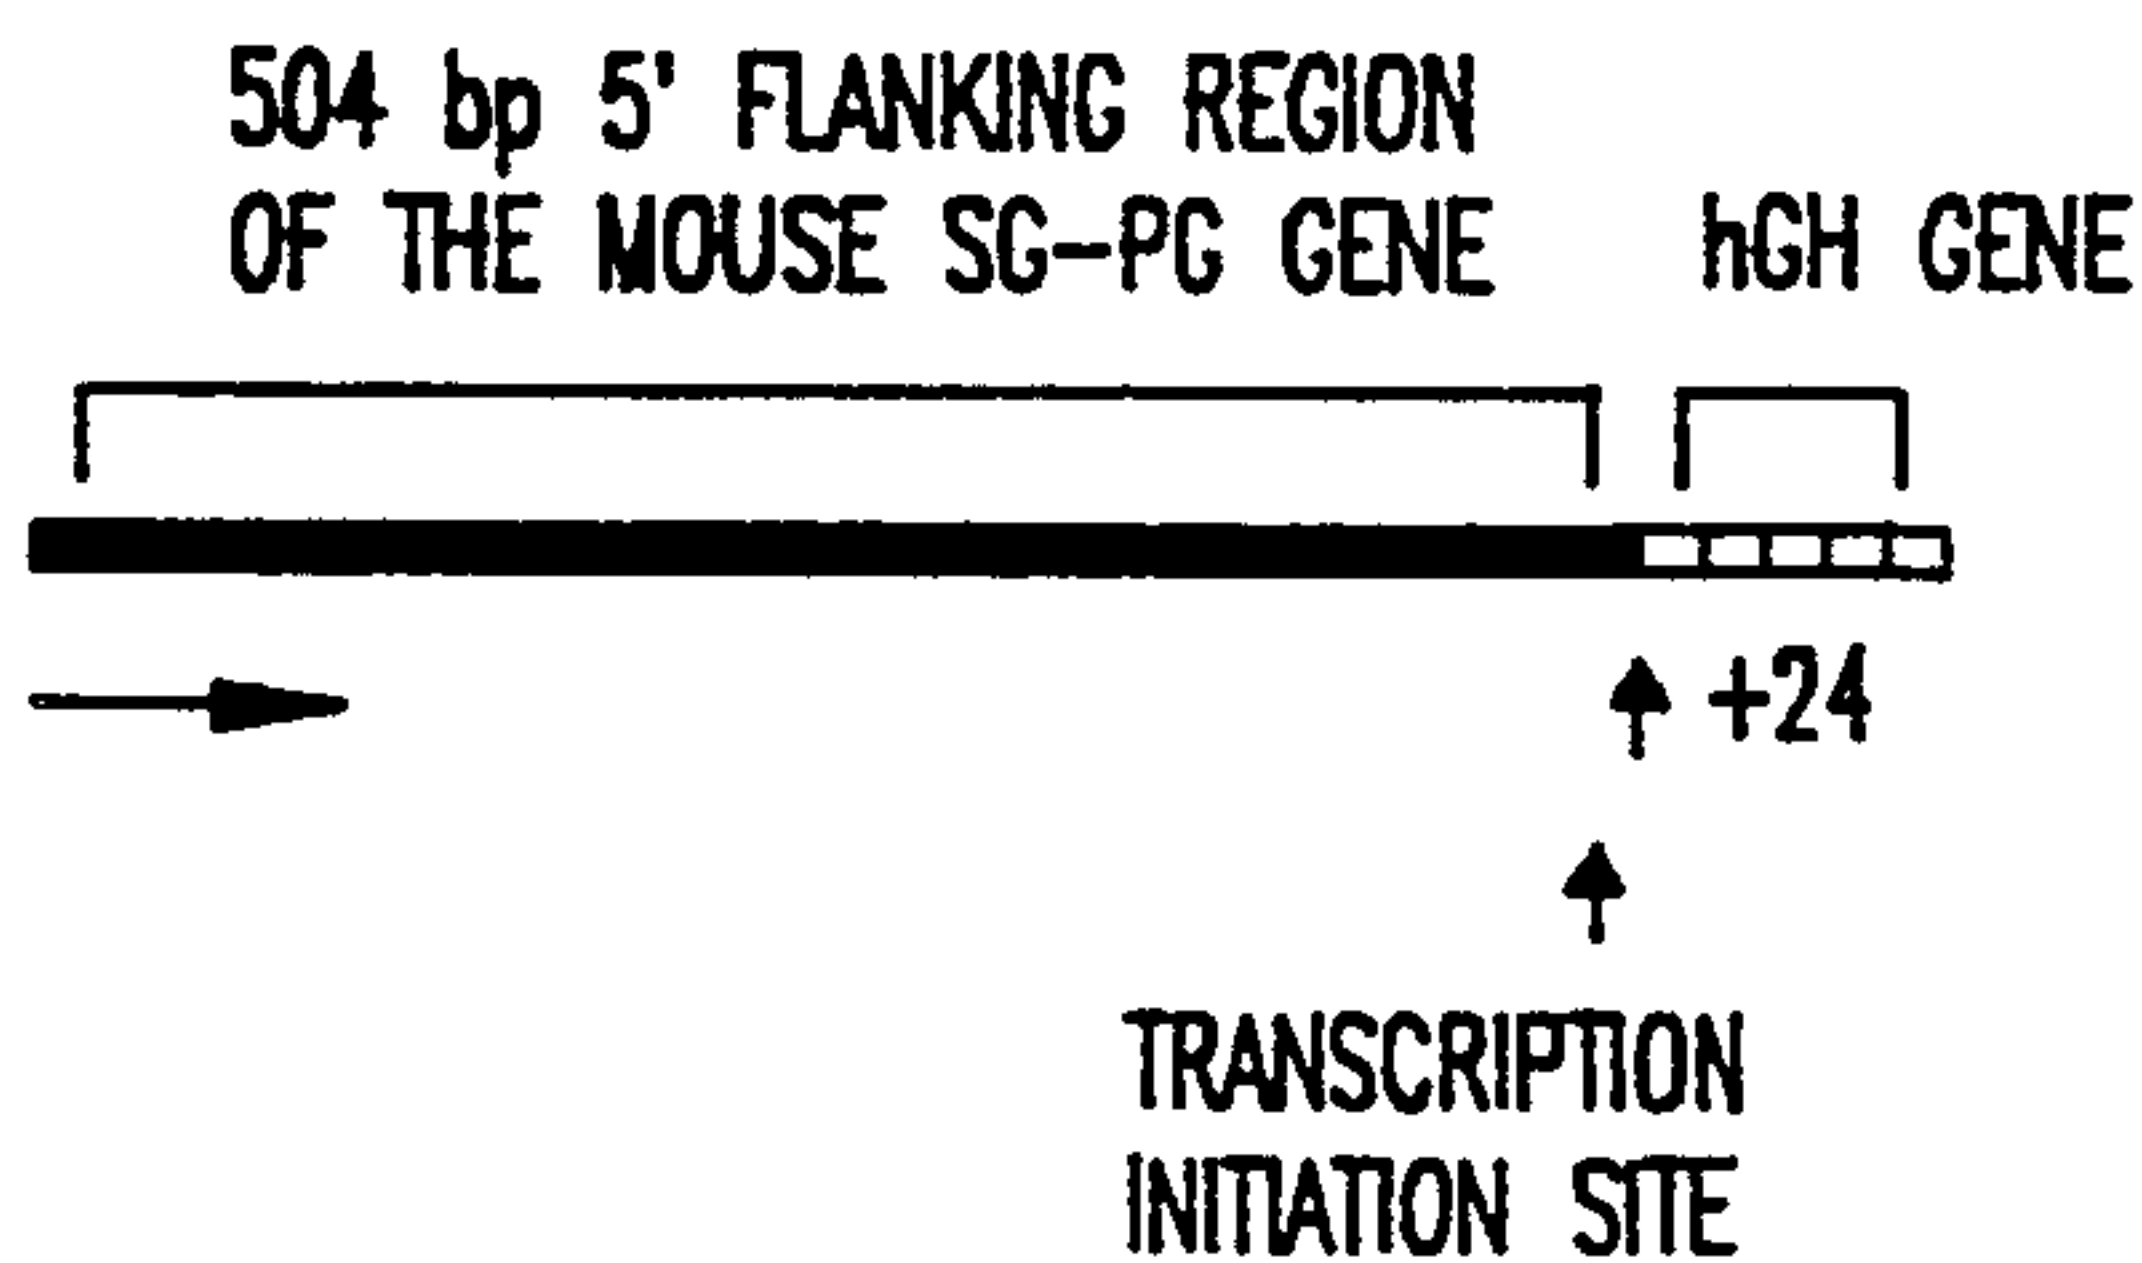 504 bp 5' FLANKING REGION
OF THE MOUSE SG-PG GENE
hGH GENE
+24
TRANSCRIPTION
INITIATION SITE